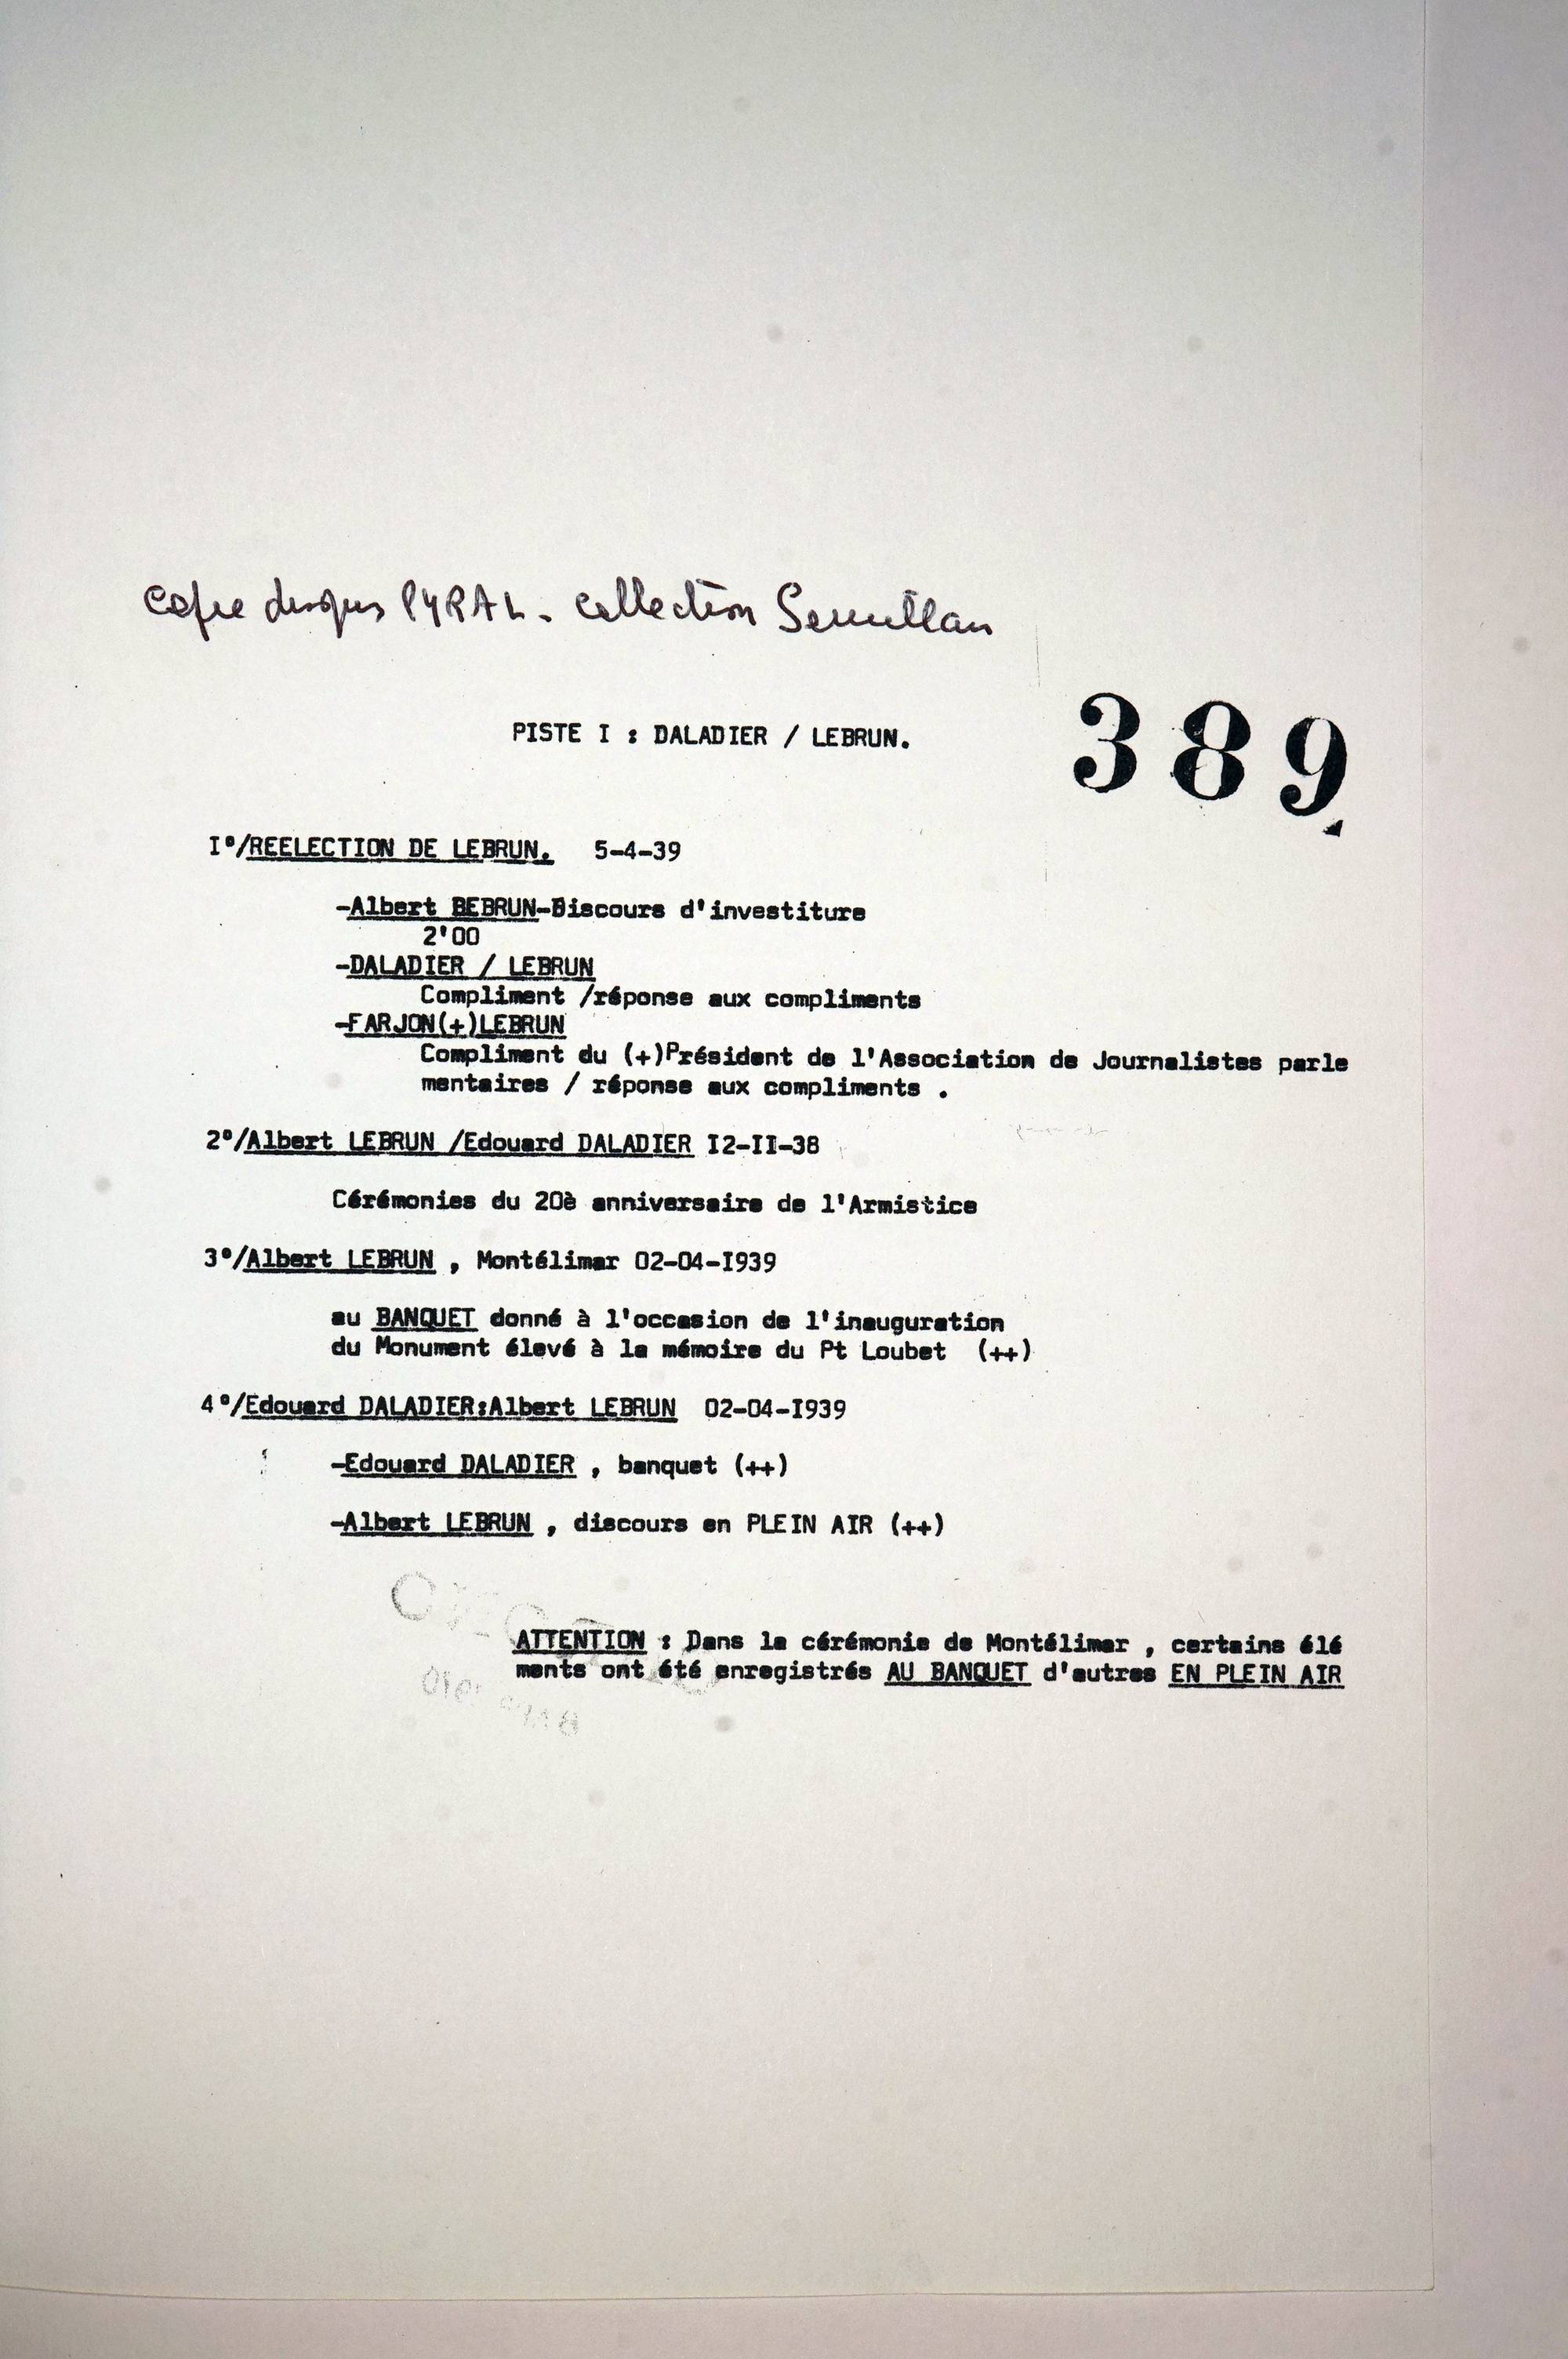 Copie disques PYRAL - Collection
PISTE I : DALADIER / LEBRUN.
389
I°/REELECTION DE LEBRUN. 5-4-39
-Albert BEBRUN-Discours d'investiture
2'00
-DALADIER / LEBRUN
Compliment /réponse aux compliments
-FARJON(+)LEBRUN
Compliment du (+)Président de l'Association de Journalistes parle
mentaires / réponse aux compliments .
2°/Albert LEBRUN /Edouard DALADIER I2-II-38
Cérémonies du 20è anniversaire de l'Armistice
3°/Albert LEBRUN , Montélimar 02-04-I939
au BANQUET donné à l'occasion de l'inauguration
du Monument élevé à la mémoire du Pt Loubet (++)
4°/Edouard DALADIER:Albert LEBRUN 02-04-I939
-Edouard DALADIER , banquet (++)
-Albert LEBRUN , discours en PLEIN AIR (++)
ATTENTION : Dans la cérémonie de Montélimar , certains élé
ments ont été enregistrés AU BANQUET d'autres EN PLEIN AIR